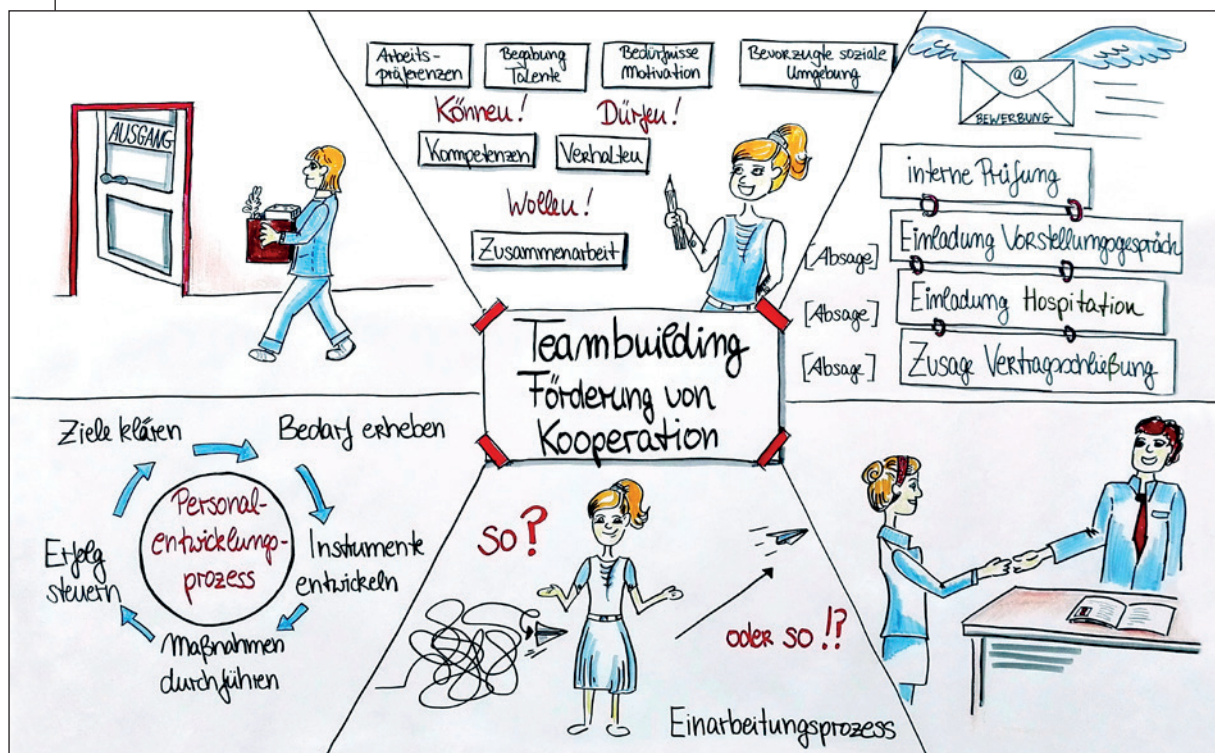 AUSGANG
Arbeits-
präferenzen
Begabung
Talente
Bedürfnisse
Motivation
Bevorzugte soziale
Umgebung
Können!
Dürfen!
Kompetenzen
Verhalten
Wollen!
Zusammenarbeit
@
BEWERBUNG
interne Prüfung
[Absage]
Einladung Vorstellungsgespräch
[Absage]
Einladung Hospitation
[Absage]
Zusage Vertragsschließung
Teambuilding
Förderung von
Kooperation
Ziele klären
Bedarf erheben
Instrumente
entwickeln
Maßnahmen
durchführen
Erfolg
steuern
Personal-
entwicklungs-
prozess
so?
oder so!?
Einarbeitungsprozess